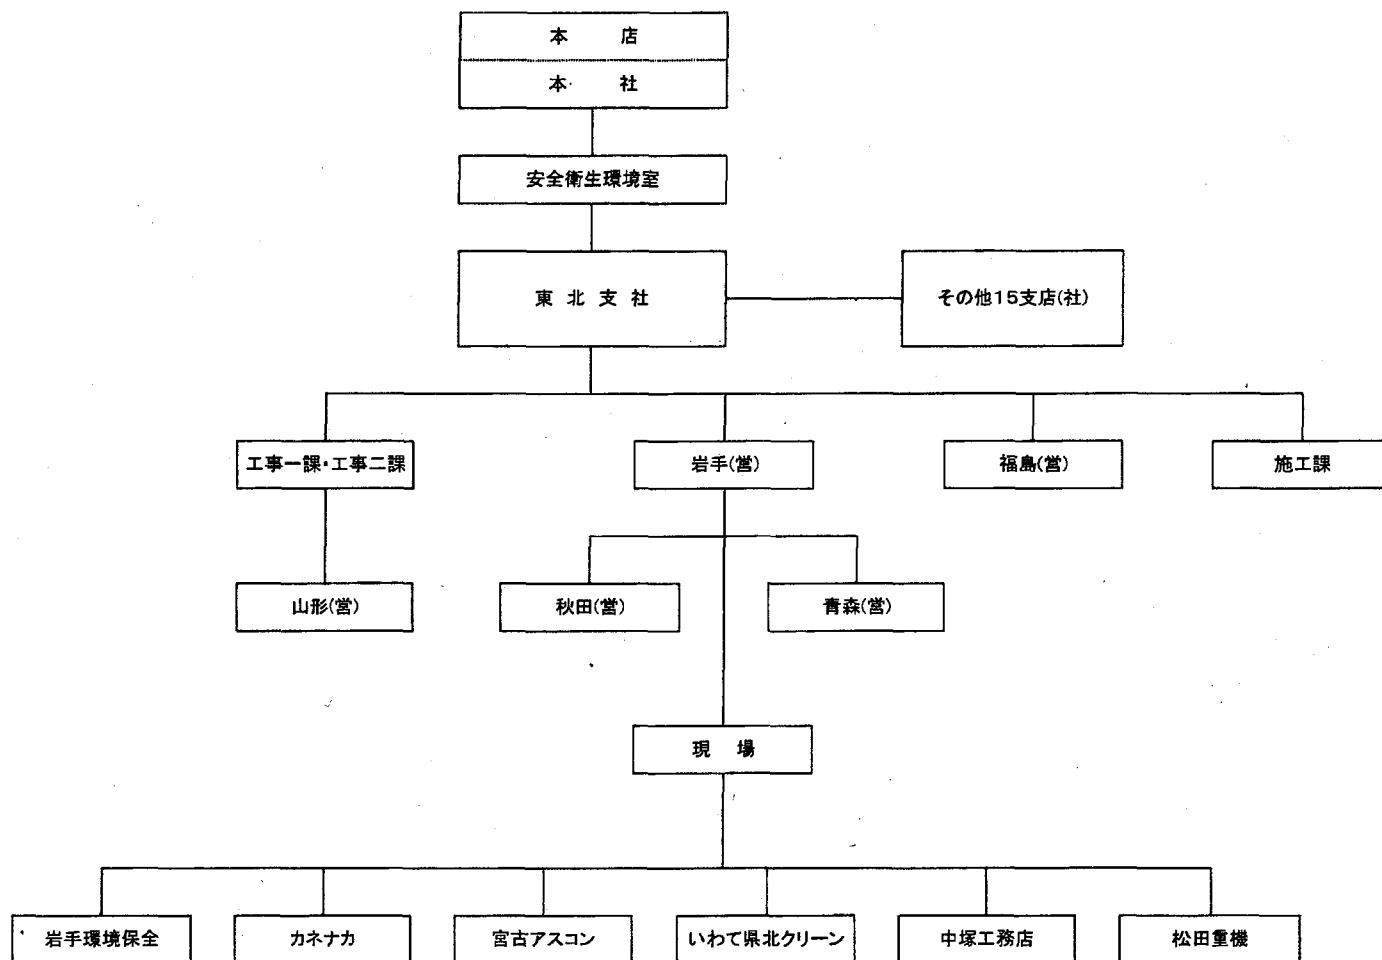 本 店
本 社
安全衛生環境室
東 北 支 社
その他15支店(社)
工事一課・工事二課
岩手(営)
福島(営)
施工課
山形(営)
秋田(営)
青森(営)
現 場
岩手環境保全
カネナカ
宮古アスコン
いわて県北クリーン
中塚工務店
松田重機